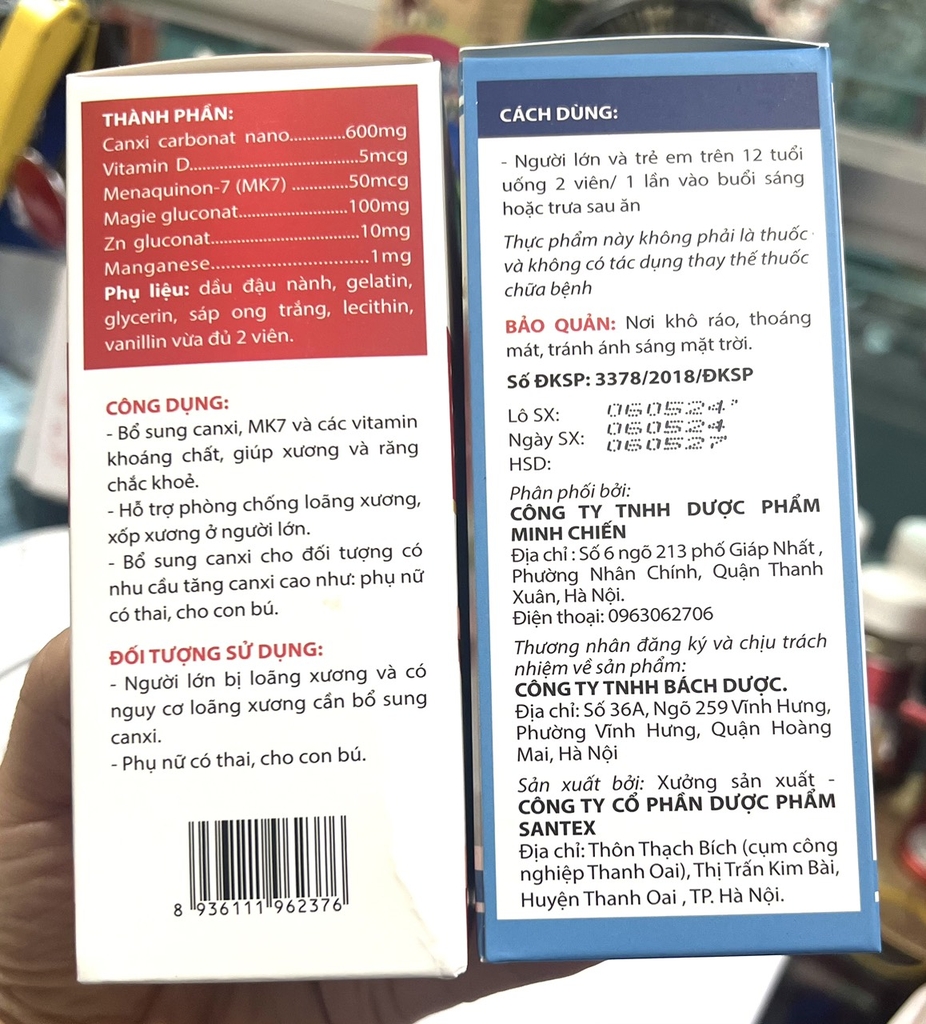 THÀNH PHẦN:
Canxi carbonat nano............600mg
Vitamin D.....................................5mcg
Menaquinon-7 (MK7) ............50mcg
Magie gluconat.......................100mg
Zn gluconat................................10mg
Manganese..................................1mg
Phụ liệu: dầu đậu nành, gelatin,
glycerin, sáp ong trắng, lecithin,
vanillin vừa đủ 2 viên.
CÔNG DỤNG:
- Bổ sung canxi, MK7 và các vitamin
khoáng chất, giúp xương và răng
chắc khoẻ.
- Hỗ trợ phòng chống loãng xương,
xốp xương ở người lớn.
- Bổ sung canxi cho đối tượng có
nhu cầu tăng canxi cao như: phụ nữ
có thai, cho con bú.
ĐỐI TƯỢNG SỬ DỤNG:
- Người lớn bị loãng xương và có
nguy cơ loãng xương cần bổ sung
canxi.
- Phụ nữ có thai, cho con bú.
8 936111 962376
CÁCH DÙNG:
- Người lớn và trẻ em trên 12 tuổi
uống 2 viên/ 1 lần vào buổi sáng
hoặc trưa sau ăn
Thực phẩm này không phải là thuốc
và không có tác dụng thay thế thuốc
chữa bệnh
BẢO QUẢN: Nơi khô ráo, thoáng
mát, tránh ánh sáng mặt trời.
Số ĐKSP: 3378/2018/ĐKSP
Lô SX: 060524
Ngày SX: 060524
HSD: 060527
Phân phối bởi:
CÔNG TY TNHH DƯỢC PHẨM
MINH CHIẾN
Địa chỉ : Số 6 ngõ 213 phố Giáp Nhất ,
Phường Nhân Chính, Quận Thanh
Xuân, Hà Nội.
Điện thoại: 0963062706
Thương nhân đăng ký và chịu trách
nhiệm về sản phẩm:
CÔNG TY TNHH BÁCH DƯỢC.
Địa chỉ: Số 36A, Ngõ 259 Vĩnh Hưng,
Phường Vĩnh Hưng, Quận Hoàng
Mai, Hà Nội
Sản xuất bởi: Xưởng sản xuất -
CÔNG TY CỔ PHẦN DƯỢC PHẨM
SANTEX
Địa chỉ: Thôn Thạch Bích (cụm công
nghiệp Thanh Oai), Thị Trấn Kim Bài,
Huyện Thanh Oai , TP. Hà Nội.